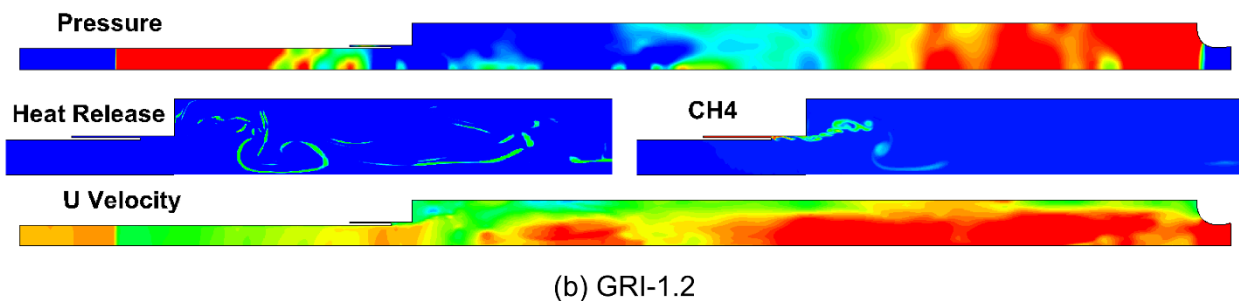 Pressure
Heat Release
CH4
U Velocity
(b) GRI-1.2